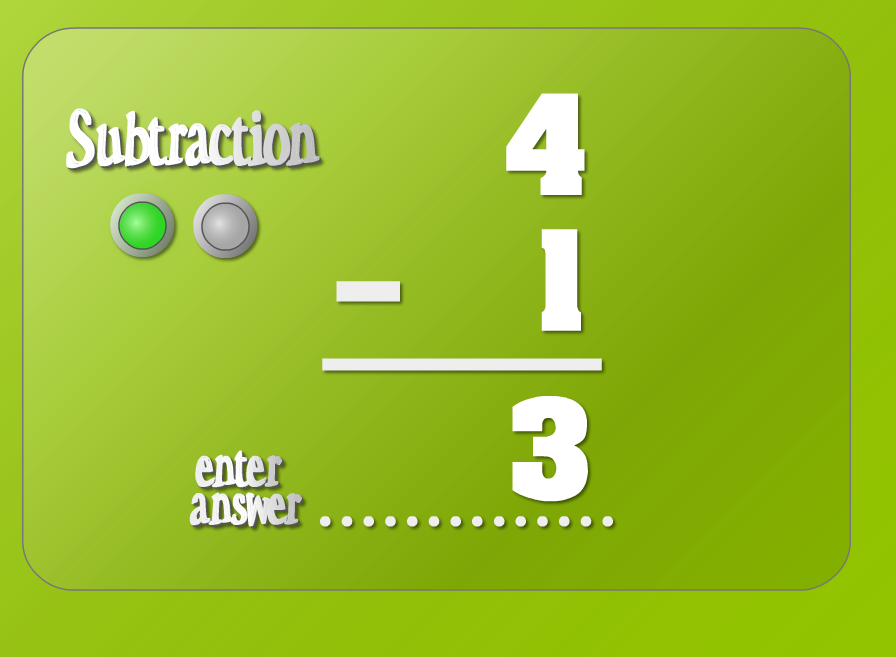 Subtraction
4
– 1
3
enter
answer